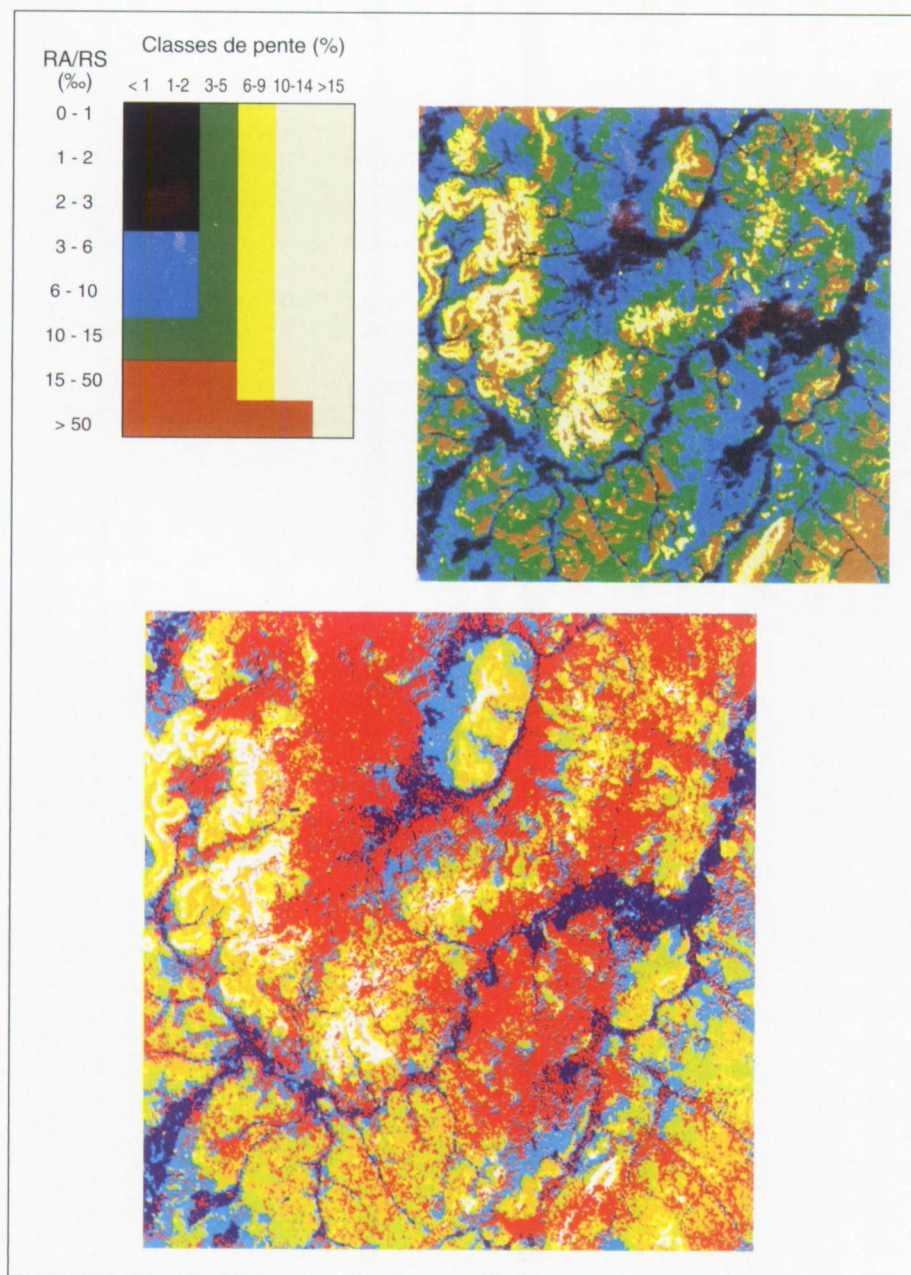 Classes de pente (%)
RA/RS
(‰)
< 1 1-2 3-5 6-9 10-14 >15
0 - 1
1 - 2
2 - 3
3 - 6
6 - 10
10 - 15
15 - 50
> 50